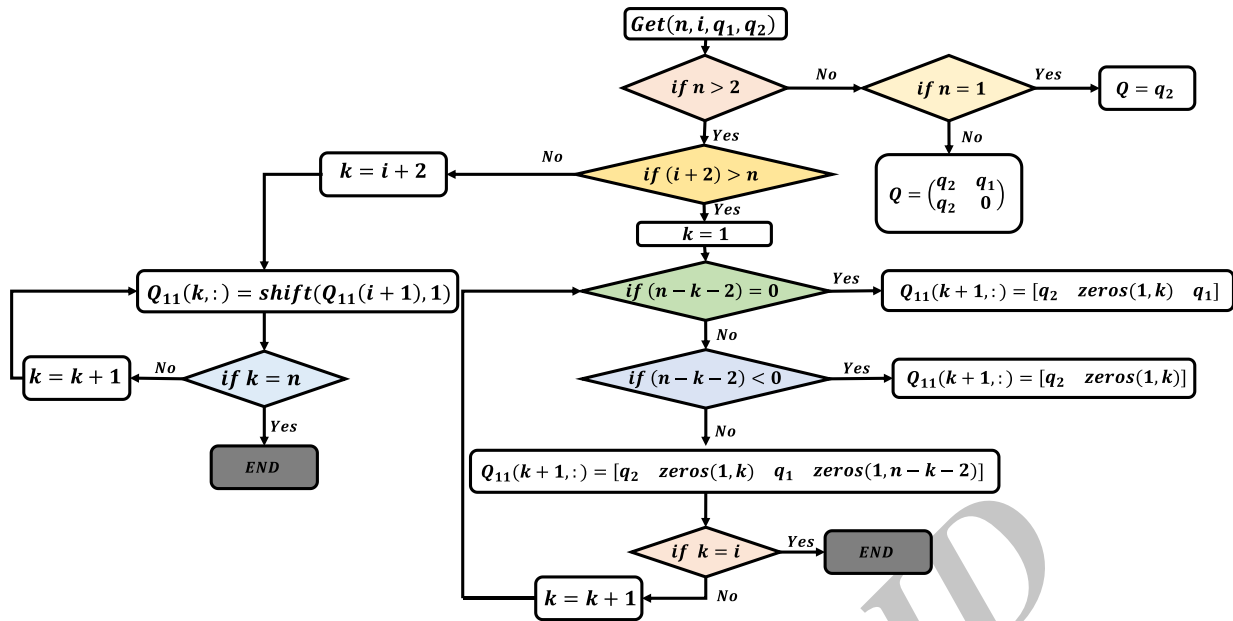 Get(n, i, q₁, q₂)
if n > 2
No
if n = 1
Yes
Q = q₂
Yes
No
Q = (q₂ q₁
q₂ 0)
if (i + 2) > n
No
k = i + 2
Yes
k = 1
Q₁₁(k,:) = shift(Q₁₁(i + 1), 1)
if k = n
No
k = k + 1
Yes
END
if (n − k − 2) = 0
Yes
Q₁₁(k + 1,:) = [q₂ zeros(1, k) q₁]
No
if (n − k − 2) < 0
Yes
Q₁₁(k + 1,:) = [q₂ zeros(1, k)]
No
Q₁₁(k + 1,:) = [q₂ zeros(1, k) q₁ zeros(1, n − k − 2)]
if k = i
Yes
END
No
k = k + 1